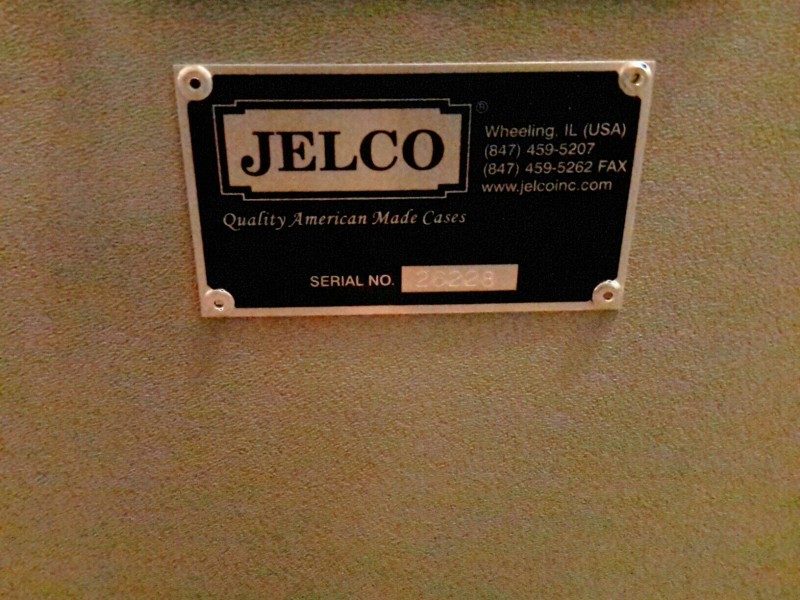 JELCO ®
Wheeling, IL (USA)
(847) 459-5207
(847) 459-5262 FAX
www.jelcoinc.com
Quality American Made Cases
SERIAL NO. 26228